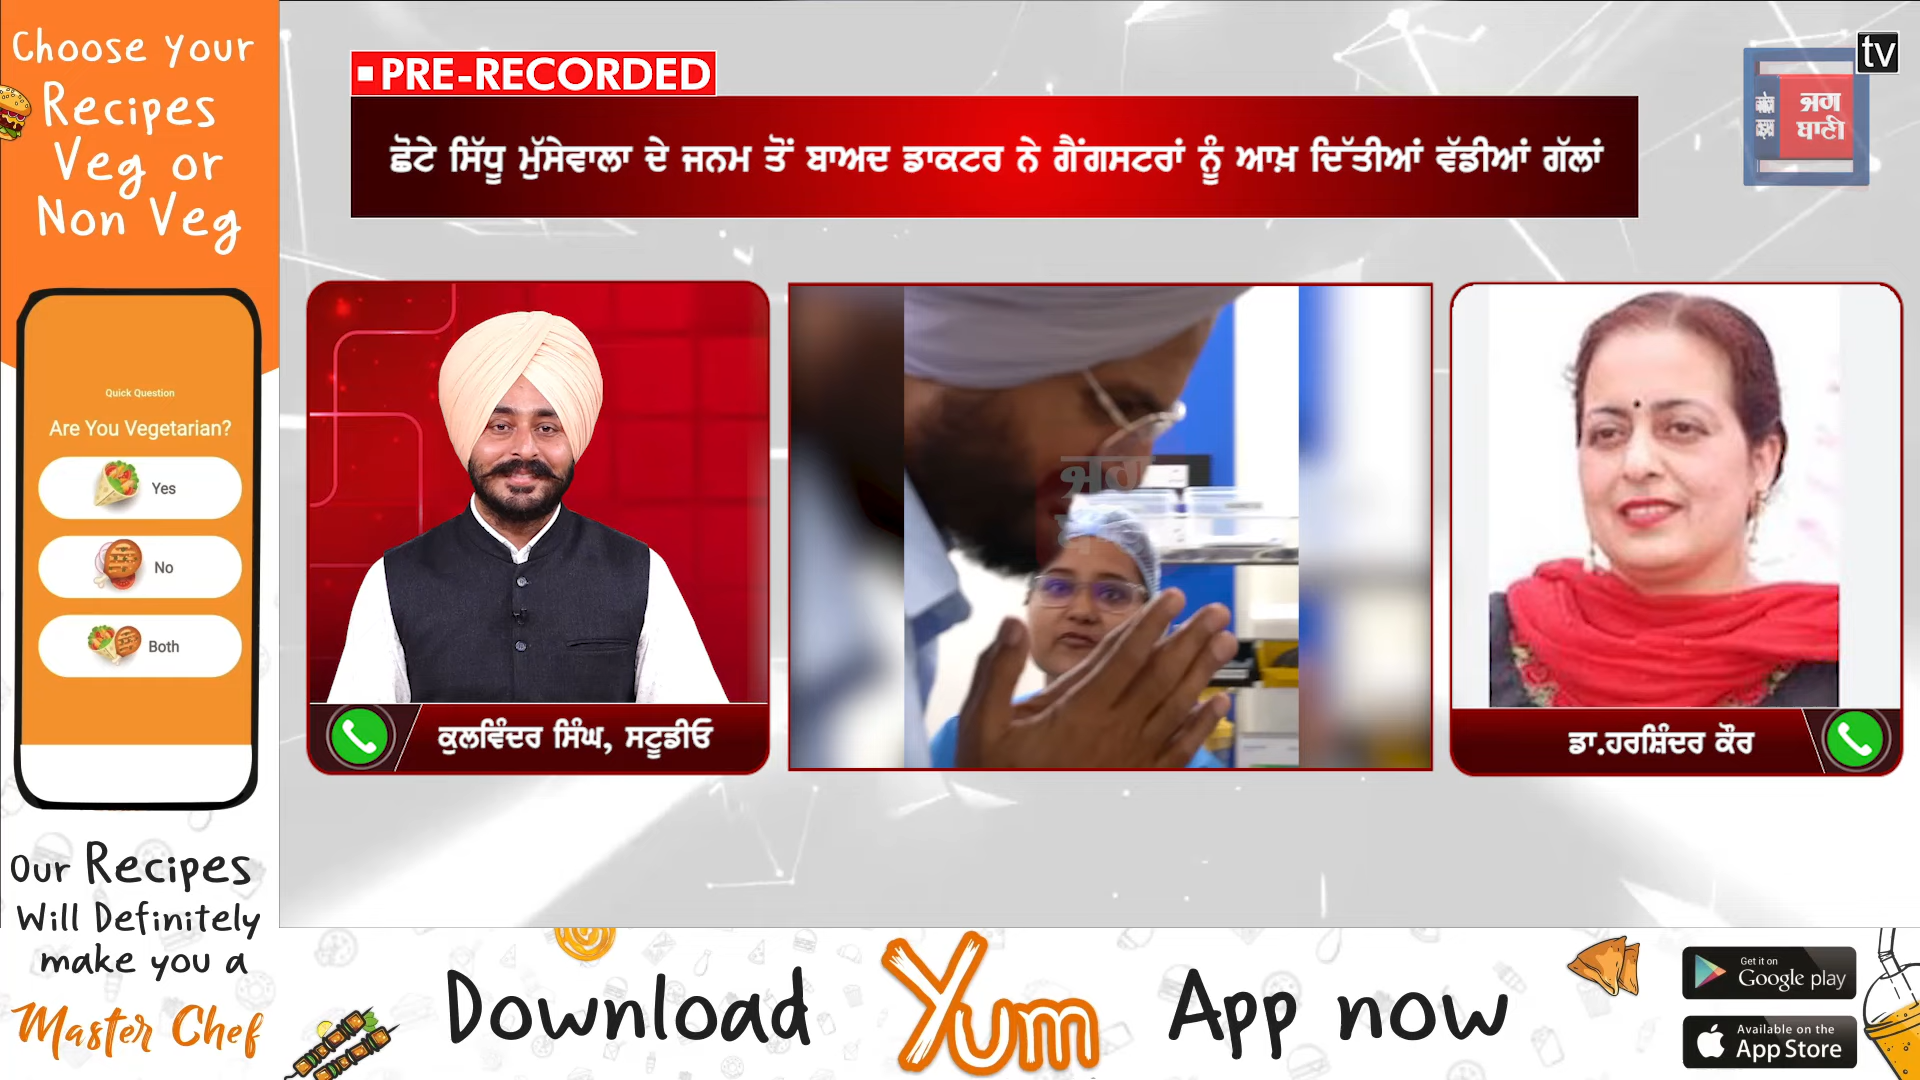 Choose Your
Recipes
Veg or
Non Veg
Quick Question
Are You Vegetarian?
Yes
No
Both
Our Recipes
Will Definitely
make you a
Master Chef
▪ PRE-RECORDED
ਛੋਟੇ ਸਿੱਧੂ ਮੁੱਸੇਵਾਲਾ ਦੇ ਜਨਮ ਤੋਂ ਬਾਅਦ ਡਾਕਟਰ ਨੇ ਗੈਂਗਸਟਰਾਂ ਨੂੰ ਆਖ਼ ਦਿੱਤੀਆਂ ਵੱਡੀਆਂ ਗੱਲਾਂ
tv
ਜਗ
ਬਾਣੀ
ਜਗ
ਕੁਲਵਿੰਦਰ ਸਿੰਘ, ਸਟੂਡੀਓ
ਡਾ.ਹਰਸ਼ਿੰਦਰ ਕੌਰ
Download Yum App now
Get it on
Google play
Available on the
App Store